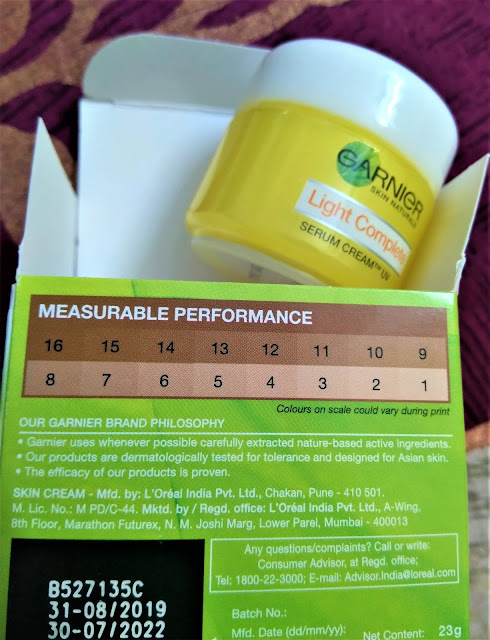 GARNIER
SKIN NATURALS
Light Complete
SERUM CREAM™ UV
MEASURABLE PERFORMANCE
16 15 14 13 12 11 10 9
8 7 6 5 4 3 2 1
Colours on scale could vary during print
OUR GARNIER BRAND PHILOSOPHY
• Garnier uses whenever possible carefully extracted nature-based active ingredients.
• Our products are dermatologically tested for tolerance and designed for Asian skin.
• The efficacy of our products is proven.
SKIN CREAM - Mfd. by: L'Oréal India Pvt. Ltd., Chakan, Pune - 410 501.
M. Lic. No.: M PD/C-44. Mktd. by / Regd. office: L'Oréal India Pvt. Ltd., A-Wing,
8th Floor, Marathon Futurex, N. M. Joshi Marg, Lower Parel, Mumbai - 400013
Any questions/complaints? Call or write:
Consumer Advisor, at Regd. office;
Tel: 1800-22-3000; E-mail: Advisor.India@loreal.com
B527135C
31-08/2019
30-07/2022
Batch No.:
Mfd. Date (dd/mm/yy):
Net Content: 23g